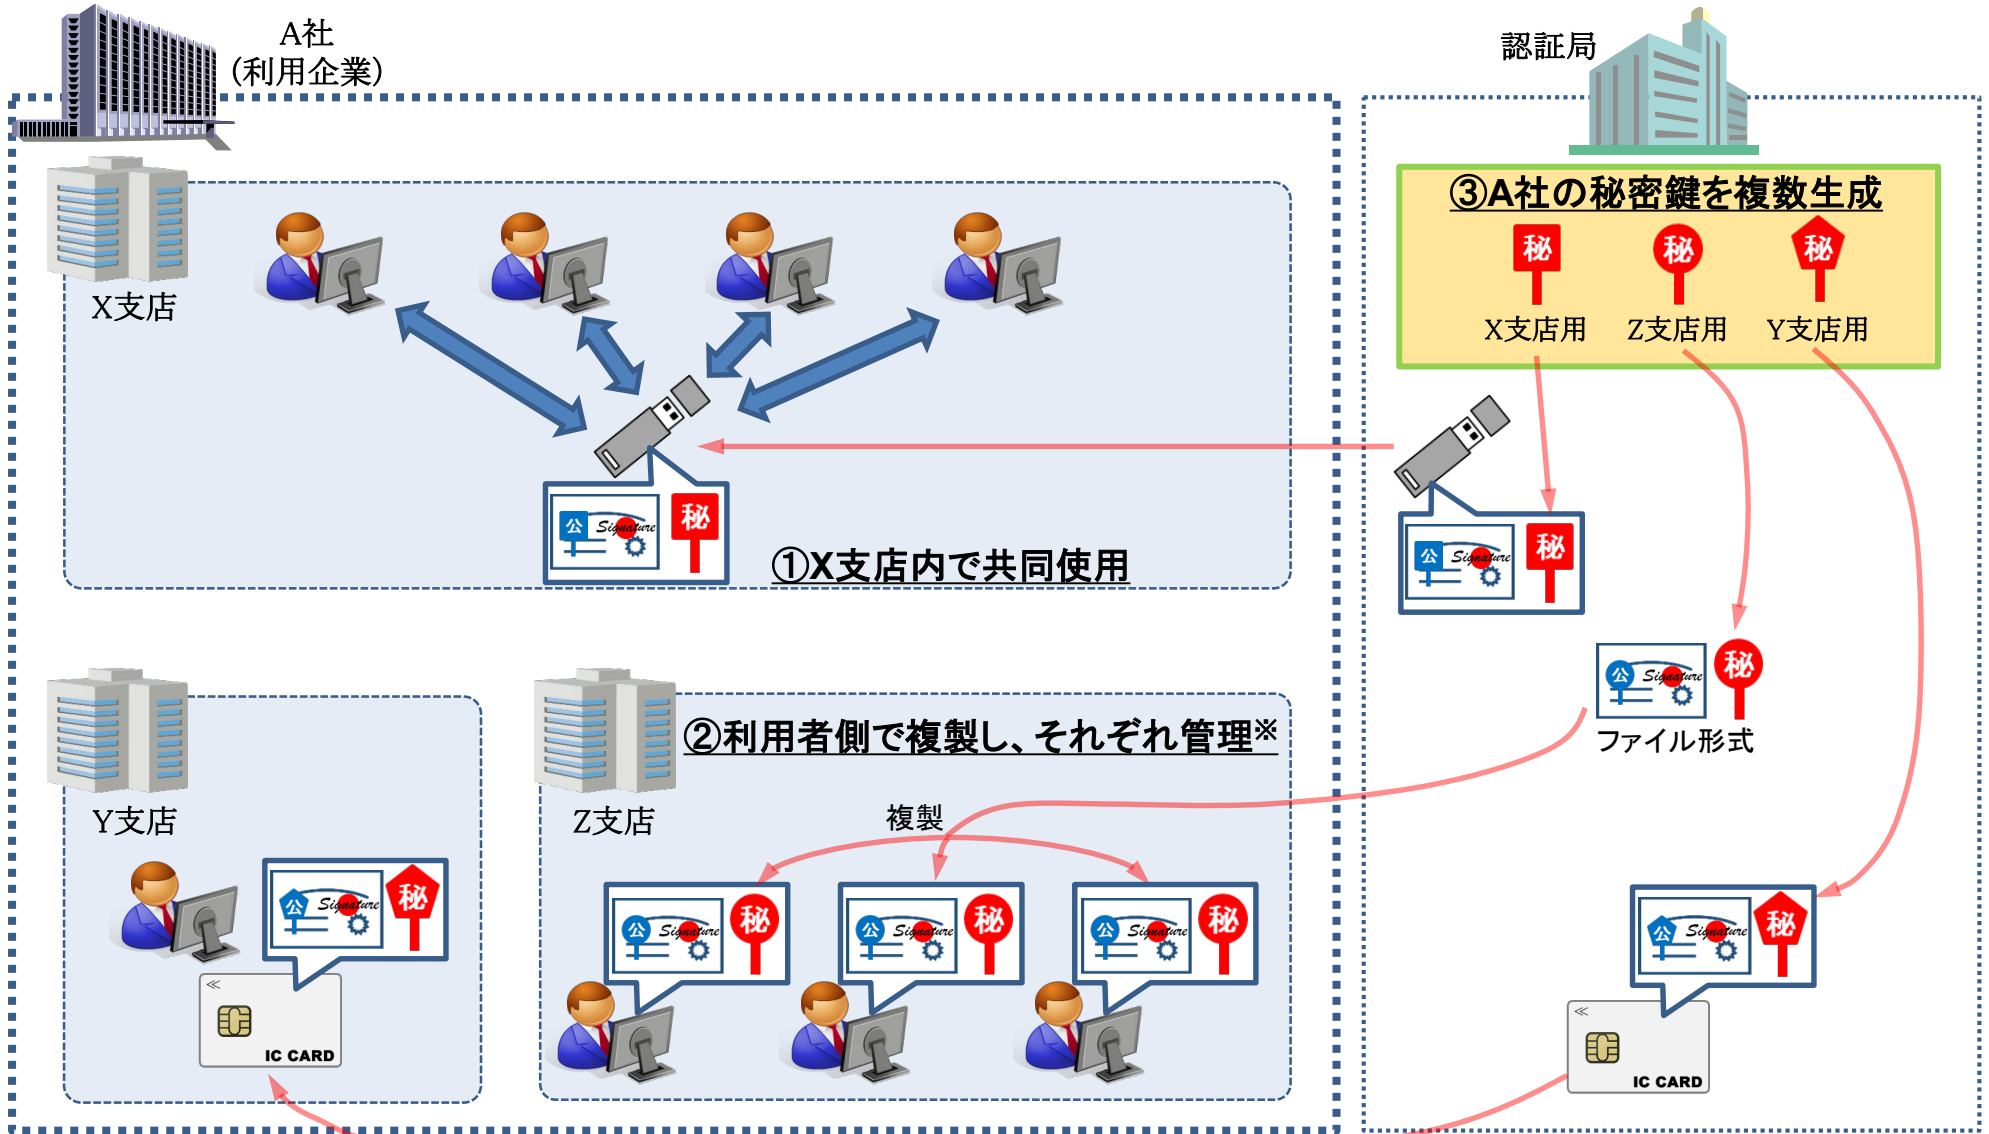 A社
(利用企業)
認証局
③A社の秘密鍵を複数生成
秘
秘
秘
X支店用
Z支店用
Y支店用
X支店
公
Signature
秘
①X支店内で共同使用
公
Signature
秘
公
Signature
秘
ファイル形式
Y支店
公
Signature
秘
≪
IC CARD
Z支店
②利用者側で複製し、それぞれ管理※
複製
公
Signature
秘
公
Signature
秘
公
Signature
秘
公
Signature
秘
≪
IC CARD